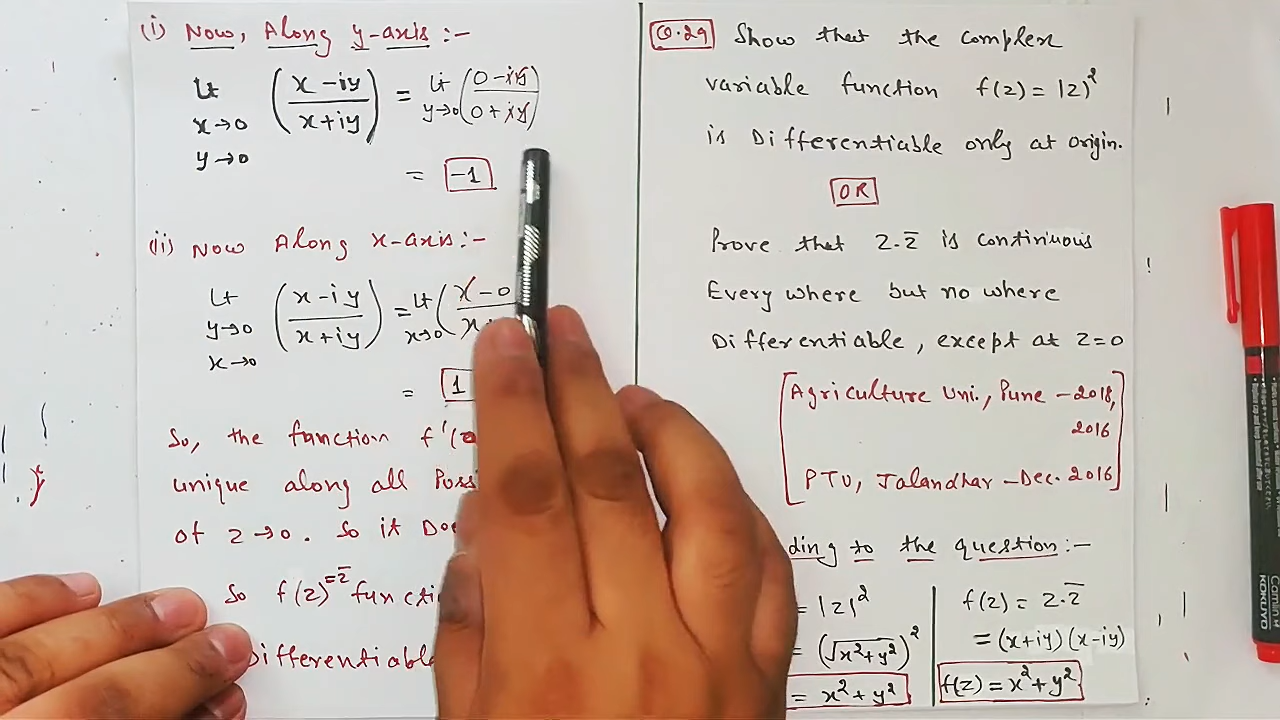 (i) Now, Along y-axis :-
Lt x→0 y→0 (x-iy / x+iy) = Lt y→0 (0-iy / 0+iy)
= -1
(ii) Now Along x-axis :-
Lt y→0 x→0 (x-iy / x+iy) = Lt x→0 (x-0
= 1
So, the function f'(
unique along all
of z→0. So it
So f(z)=z̄
Differentiable
Q.29 Show that the complex
variable function f(z) = |z|²
is Differentiable only at origin.
OR
Prove that z.z̄ is continuous
Every where but no where
Differentiable, except at z=0
[Agriculture Uni., Pune - 2018,
2016
PTU, Jalandhar - Dec. 2016]
to the question :-
= |z|²
= (√x²+y²)²
= x²+y²
f(z) = z.z̄
= (x+iy)(x-iy)
f(z) = x²+y²
KOKUYO